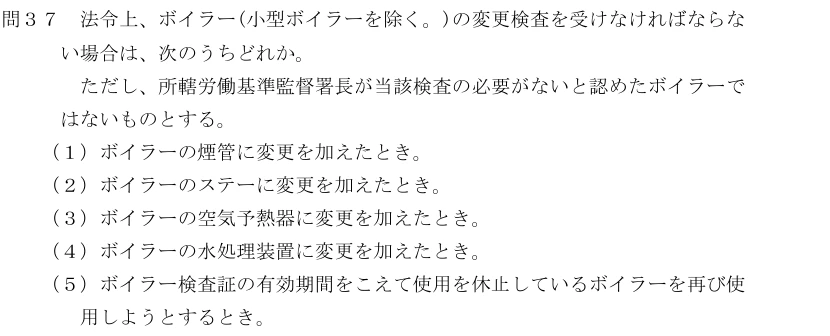 問３７　法令上、ボイラー(小型ボイラーを除く。)の変更検査を受けなければならな
い場合は、次のうちどれか。
ただし、所轄労働基準監督署長が当該検査の必要がないと認めたボイラーで
はないものとする。
（１）ボイラーの煙管に変更を加えたとき。
（２）ボイラーのステーに変更を加えたとき。
（３）ボイラーの空気予熱器に変更を加えたとき。
（４）ボイラーの水処理装置に変更を加えたとき。
（５）ボイラー検査証の有効期間をこえて使用を休止しているボイラーを再び使
用しようとするとき。